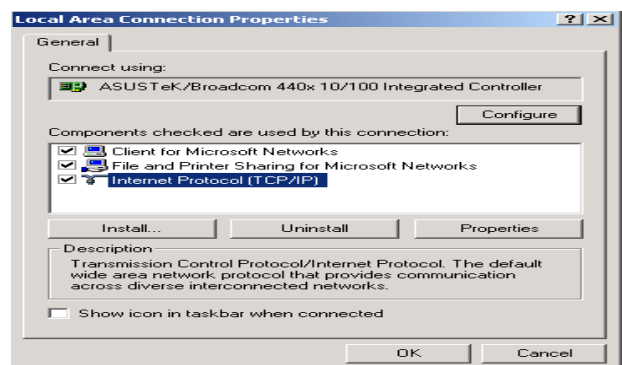 Local Area Connection Properties
General
Connect using:
ASUSTeK/Broadcom 440x 10/100 Integrated Controller
Configure
Components checked are used by this connection:
Client for Microsoft Networks
File and Printer Sharing for Microsoft Networks
Internet Protocol (TCP/IP)
Install... Uninstall Properties
Description
Transmission Control Protocol/Internet Protocol. The default
wide area network protocol that provides communication
across diverse interconnected networks.
Show icon in taskbar when connected
OK Cancel